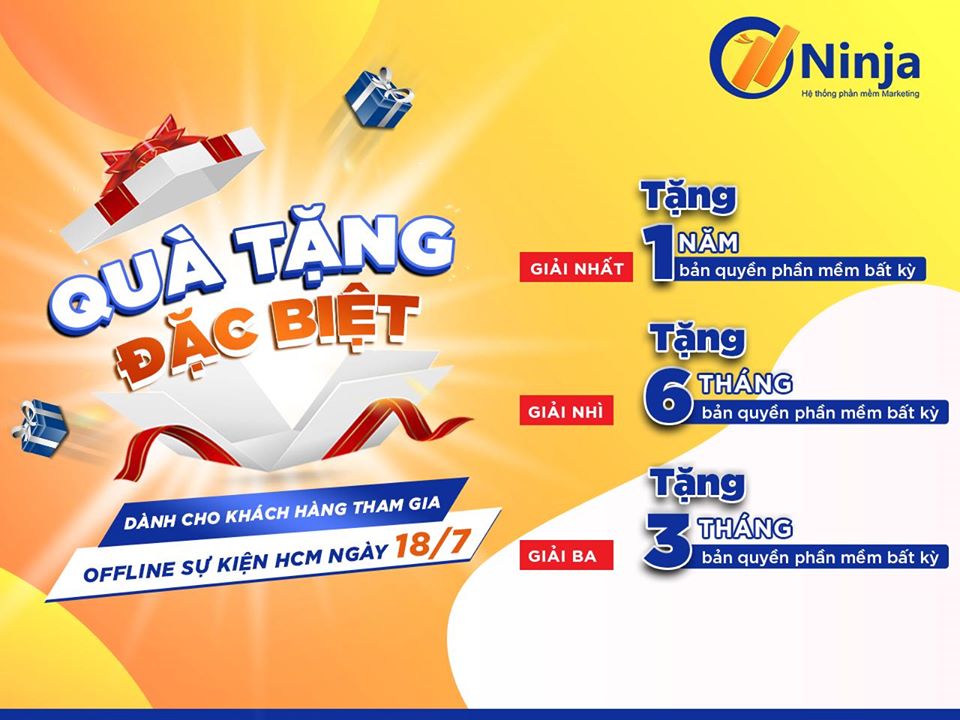 Ninja
Hệ thống phần mềm Marketing
QUÀ TẶNG
ĐẶC BIỆT
DÀNH CHO KHÁCH HÀNG THAM GIA
OFFLINE SỰ KIỆN HCM NGÀY 18/7
Tặng
GIẢI NHẤT
1 NĂM
bản quyền phần mềm bất kỳ
Tặng
GIẢI NHÌ
6 THÁNG
bản quyền phần mềm bất kỳ
Tặng
GIẢI BA
3 THÁNG
bản quyền phần mềm bất kỳ